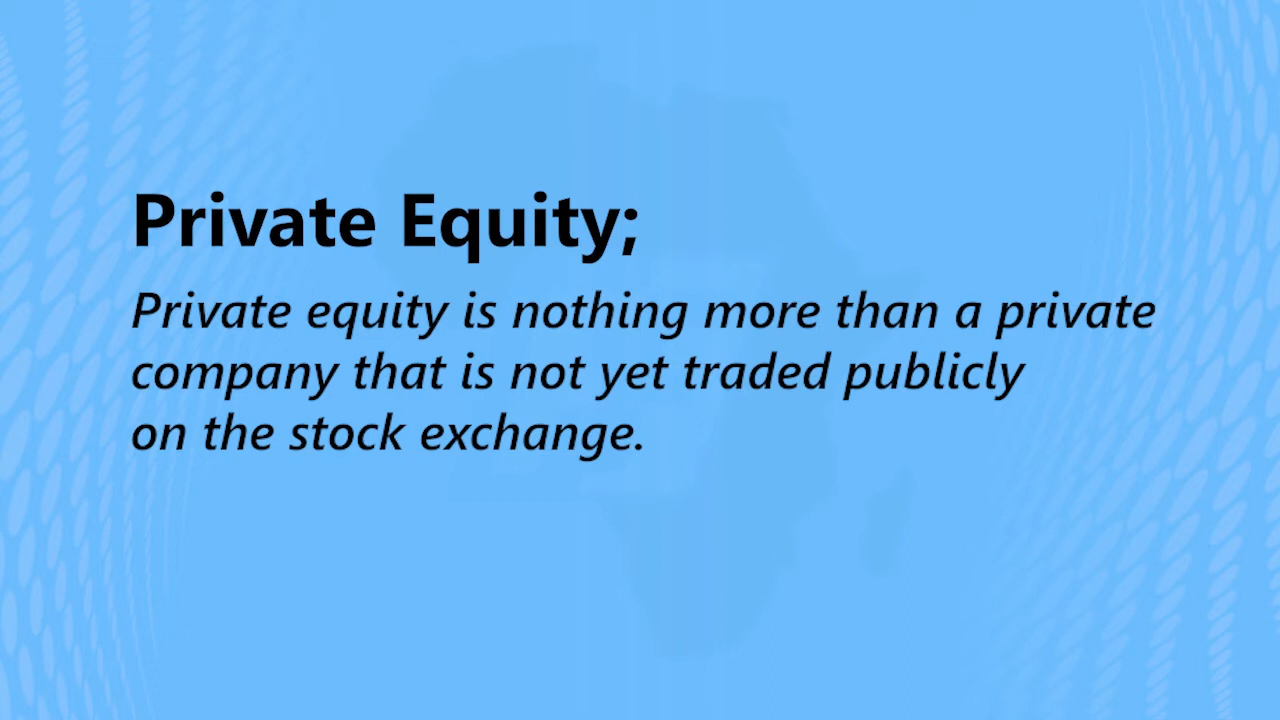 Private Equity;
Private equity is nothing more than a private
company that is not yet traded publicly
on the stock exchange.